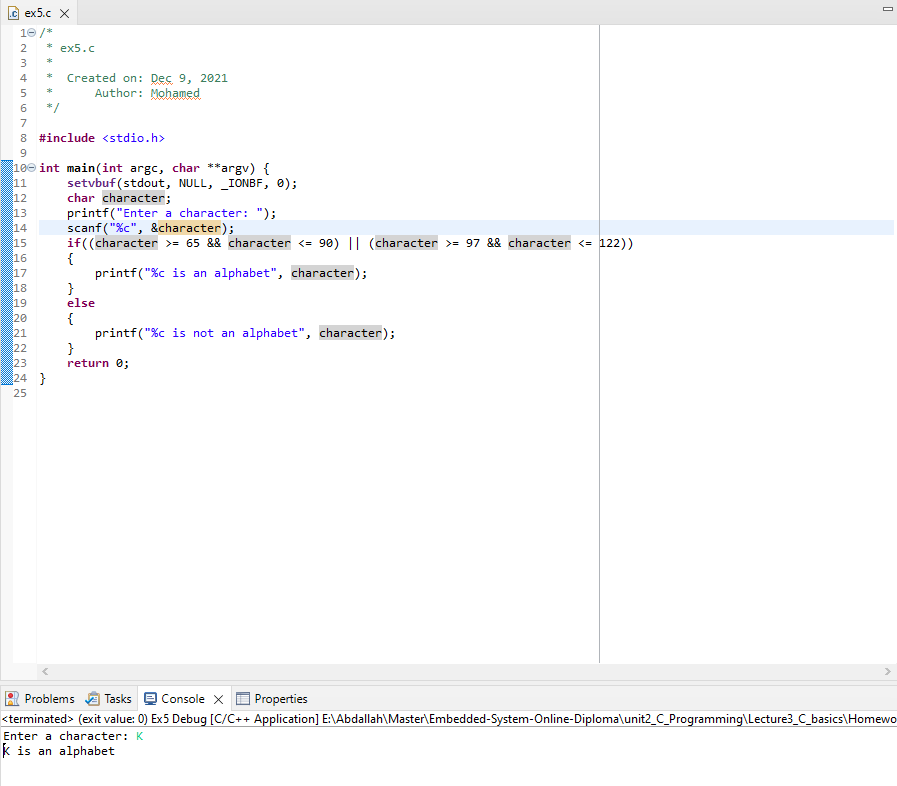 ex5.c
1 /*
2  * ex5.c
3  *
4  *  Created on: Dec 9, 2021
5  *      Author: Mohamed
6  */
7
8 #include <stdio.h>
9
10 int main(int argc, char **argv) {
11     setvbuf(stdout, NULL, _IONBF, 0);
12     char character;
13     printf("Enter a character: ");
14     scanf("%c", &character);
15     if((character >= 65 && character <= 90) || (character >= 97 && character <= 122))
16     {
17         printf("%c is an alphabet", character);
18     }
19     else
20     {
21         printf("%c is not an alphabet", character);
22     }
23     return 0;
24 }
25
Problems Tasks Console Properties
<terminated> (exit value: 0) Ex5 Debug [C/C++ Application] E:\Abdallah\Master\Embedded-System-Online-Diploma\unit2_C_Programming\Lecture3_C_basics\Homewo
Enter a character: K
K is an alphabet